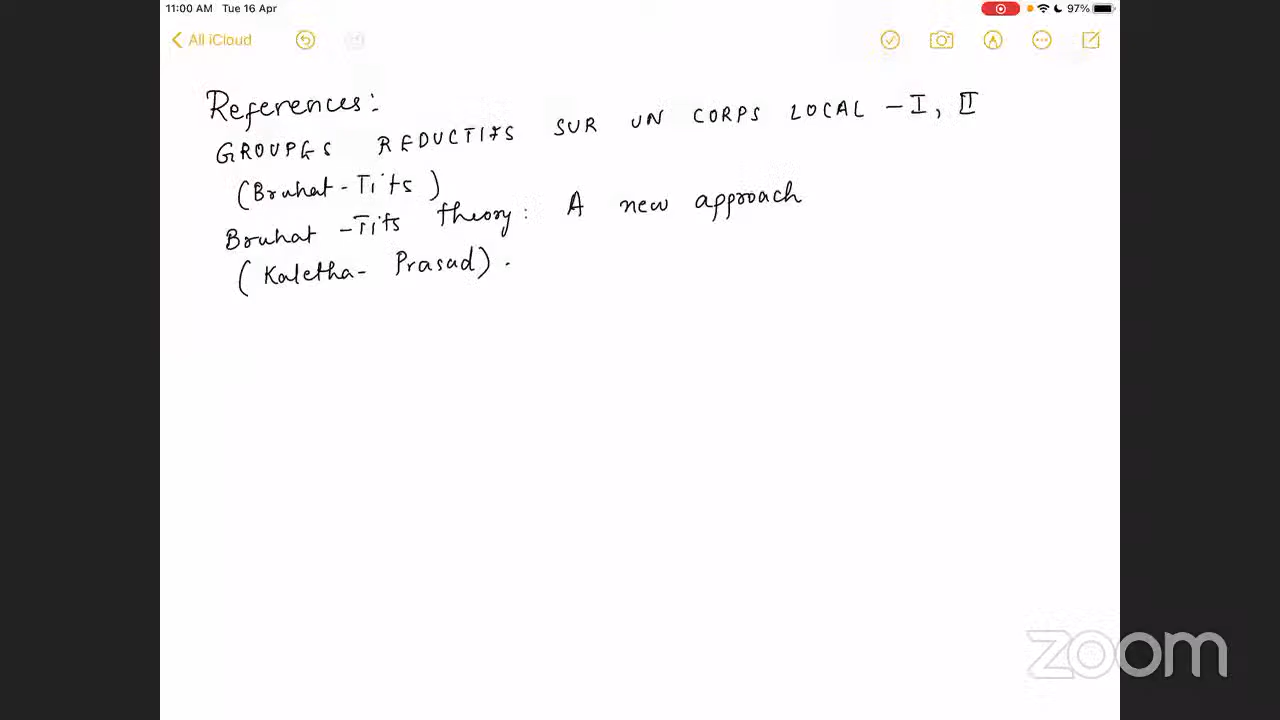 11:00 AM Tue 16 Apr
97%
All iCloud
References:
GROUPES REDUCTIFS SUR UN CORPS LOCAL - I, II
(Bruhat-Tits)
Bruhat-Tits theory: A new approach
(Kaletha-Prasad).
zoom